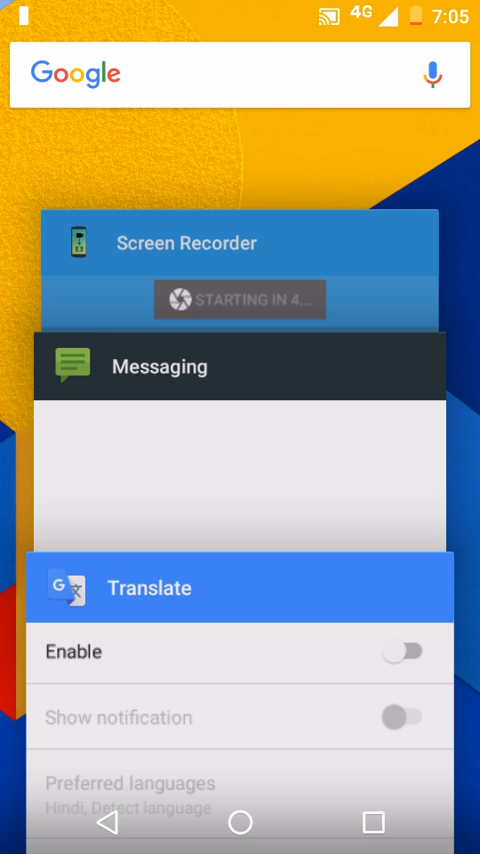 4G 7:05
Google
Screen Recorder
STARTING IN 4...
Messaging
G 文
Translate
Enable
Show notification
Preferred languages
Hindi, Detect language